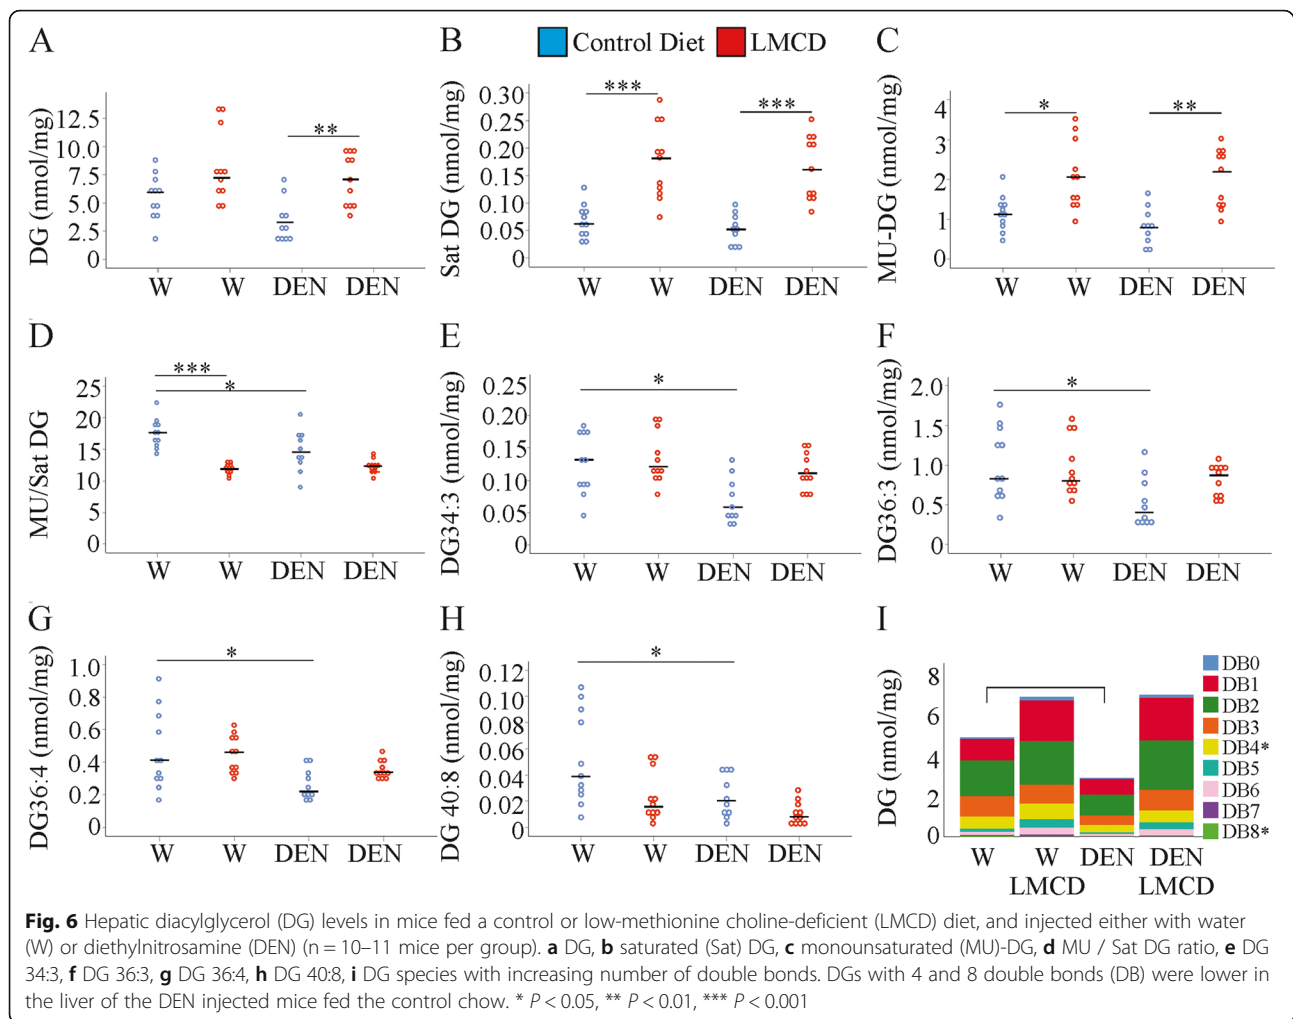 A
B
Control Diet
LMCD
C
DG (nmol/mg)
12.5
10.0
7.5
5.0
2.5
0
**
W
W
DEN
DEN
Sat DG (nmol/mg)
0.30
0.25
0.20
0.15
0.10
0.05
0
***
***
W
W
DEN
DEN
MU-DG (nmol/mg)
4
3
2
1
0
*
**
W
W
DEN
DEN
D
MU/Sat DG
25
20
15
10
5
0
***
*
W
W
DEN
DEN
E
DG34:3 (nmol/mg)
0.25
0.20
0.15
0.10
0.05
0
*
W
W
DEN
DEN
F
DG36:3 (nmol/mg)
2.0
1.5
1.0
0.5
0
*
W
W
DEN
DEN
G
DG36:4 (nmol/mg)
1.0
0.8
0.6
0.4
0.2
0
*
W
W
DEN
DEN
H
DG 40:8 (nmol/mg)
0.12
0.10
0.08
0.06
0.04
0.02
0
*
W
W
DEN
DEN
I
DG (nmol/mg)
8
6
4
2
0
W
W
LMCD
DEN
DEN
LMCD
DB0
DB1
DB2
DB3
DB4*
DB5
DB6
DB7
DB8*
Fig. 6 Hepatic diacylglycerol (DG) levels in mice fed a control or low-methionine choline-deficient (LMCD) diet, and injected either with water
(W) or diethylnitrosamine (DEN) (n = 10–11 mice per group). a DG, b saturated (Sat) DG, c monounsaturated (MU)-DG, d MU / Sat DG ratio, e DG
34:3, f DG 36:3, g DG 36:4, h DG 40:8, i DG species with increasing number of double bonds. DGs with 4 and 8 double bonds (DB) were lower in
the liver of the DEN injected mice fed the control chow. * P < 0.05, ** P < 0.01, *** P < 0.001